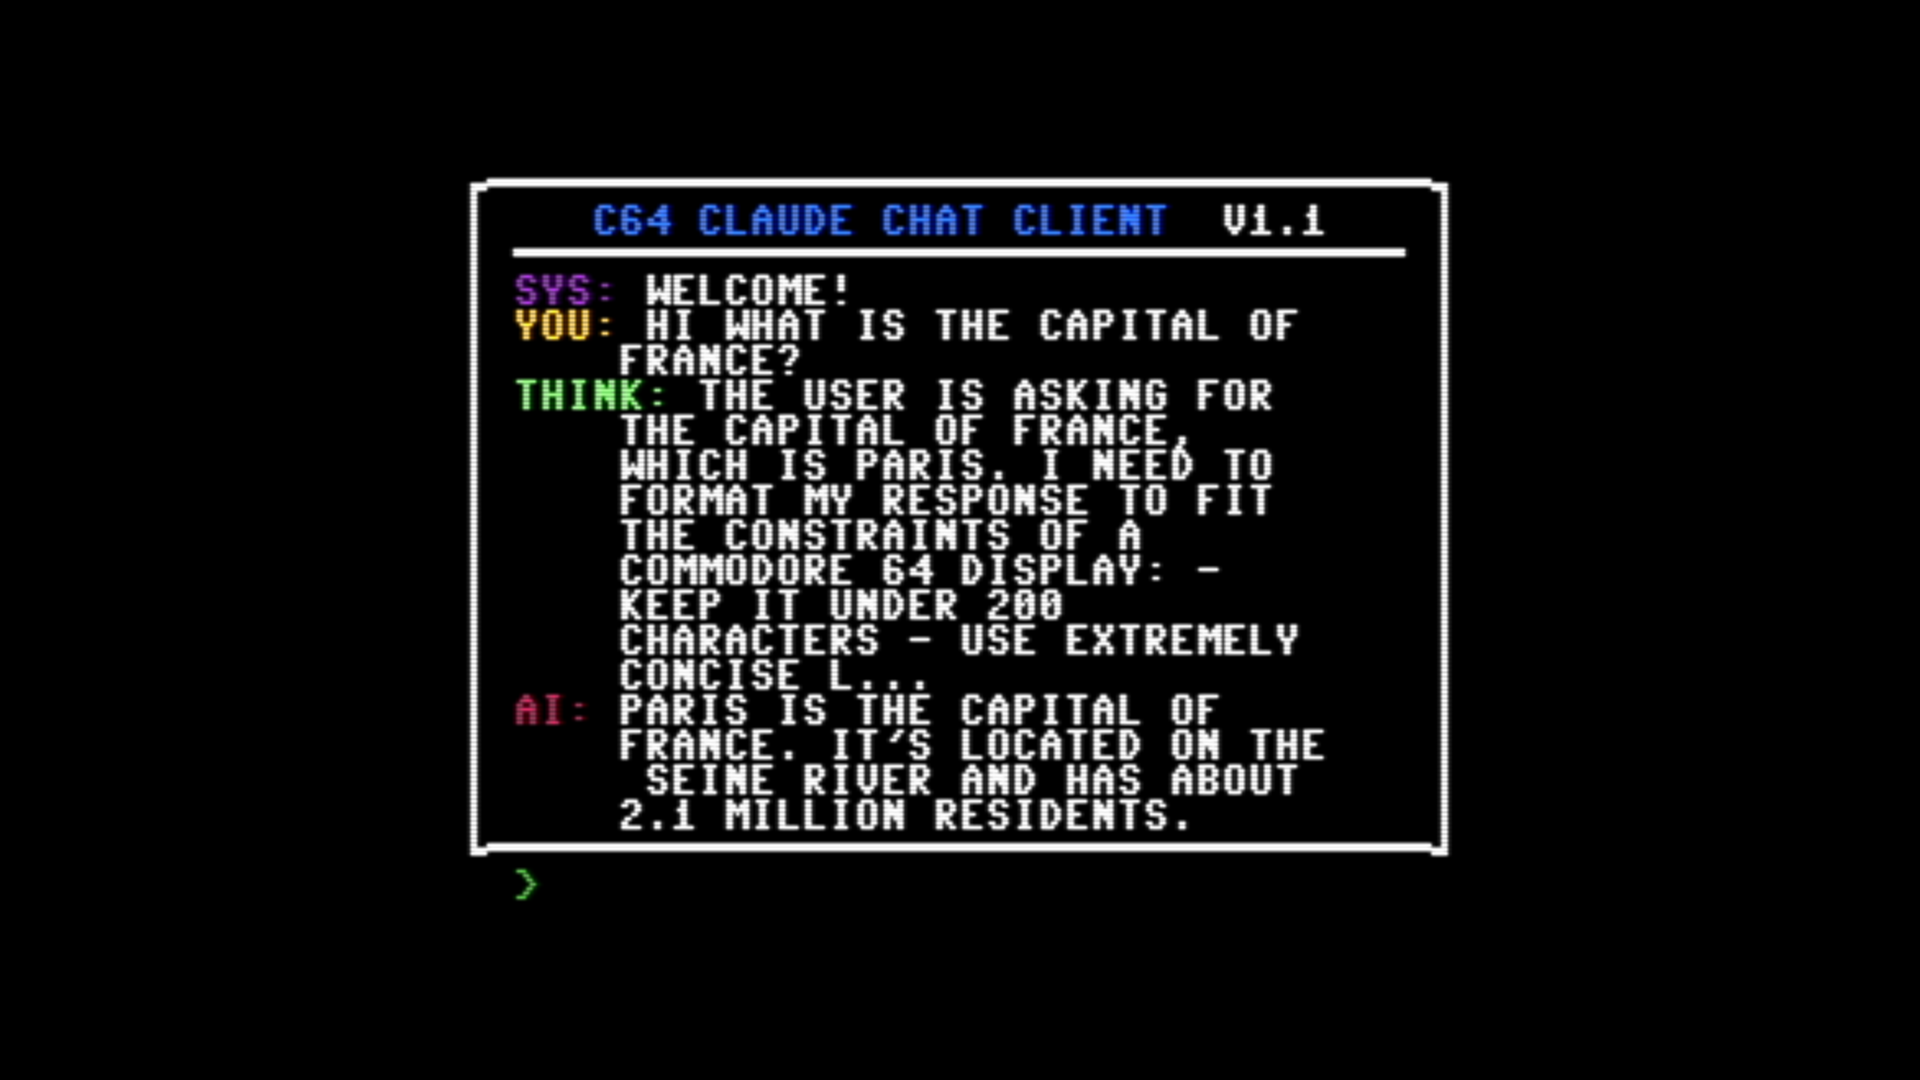 C64 CLAUDE CHAT CLIENT V1.1
SYS: WELCOME!
YOU: HI WHAT IS THE CAPITAL OF
FRANCE?
THINK: THE USER IS ASKING FOR
THE CAPITAL OF FRANCE,
WHICH IS PARIS. I NEED TO
FORMAT MY RESPONSE TO FIT
THE CONSTRAINTS OF A
COMMODORE 64 DISPLAY: -
KEEP IT UNDER 200
CHARACTERS - USE EXTREMELY
CONCISE L...
AI: PARIS IS THE CAPITAL OF
FRANCE. IT'S LOCATED ON THE
SEINE RIVER AND HAS ABOUT
2.1 MILLION RESIDENTS.
>